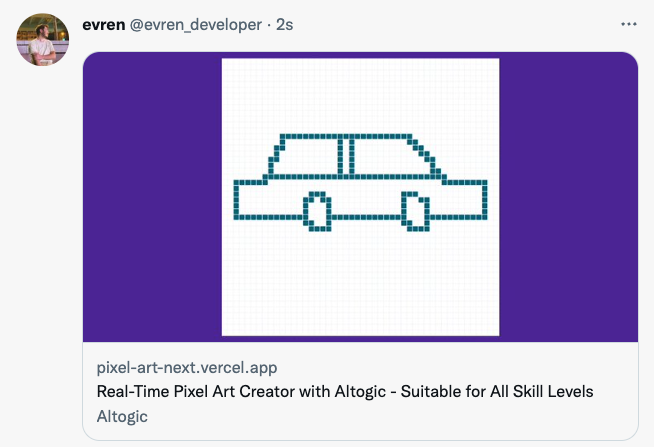 evren @evren_developer · 2s
pixel-art-next.vercel.app
Real-Time Pixel Art Creator with Altogic - Suitable for All Skill Levels
Altogic